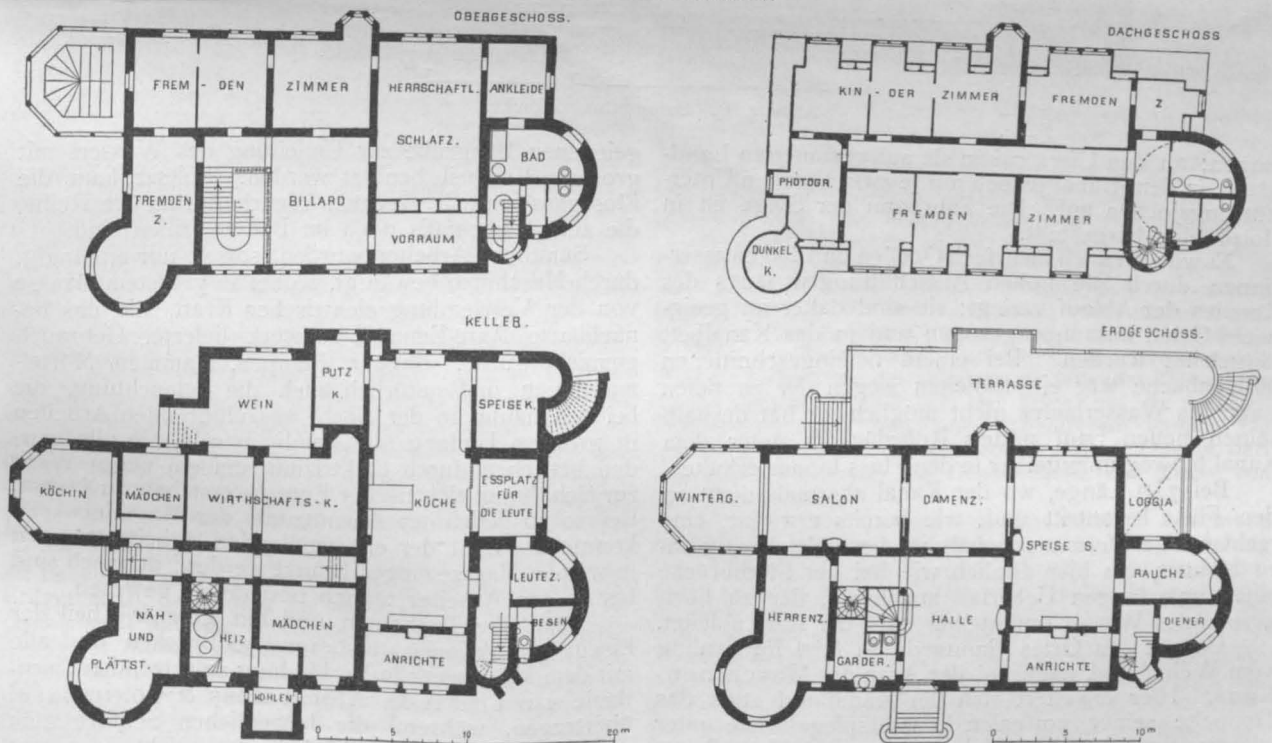 OBERGESCHOSS.
FREM - DEN
ZIMMER
HERRSCHAFTL.
SCHLAFZ.
ANKLEIDE
BAD
FREMDEN
Z.
BILLARD
VORRAUM
DACHGESCHOSS
KIN - DER
ZIMMER
FREMDEN
Z
PHOTOGR.
DUNKEL
K.
FREMDEN
ZIMMER
KELLER.
WEIN
PUTZ
K.
SPEISEK.
KÖCHIN
MÄDCHEN
WIRTHSCHAFTS - K.
KÜCHE
ESSPLATZ
FÜR
DIE LEUTE
LEUTEZ.
BESEN
NÄH
UND
PLÄTTST.
HEIZ.
MÄDCHEN
KOHLEN
ANRICHTE
0 5 10 20 m
ERDGESCHOSS.
TERRASSE
WINTERG.
SALON
DAMENZ.
SPEISE S.
LOGGIA
RAUCHZ
DIENER
HERRENZ.
GARDER.
HALLE
ANRICHTE
0 5 10 m